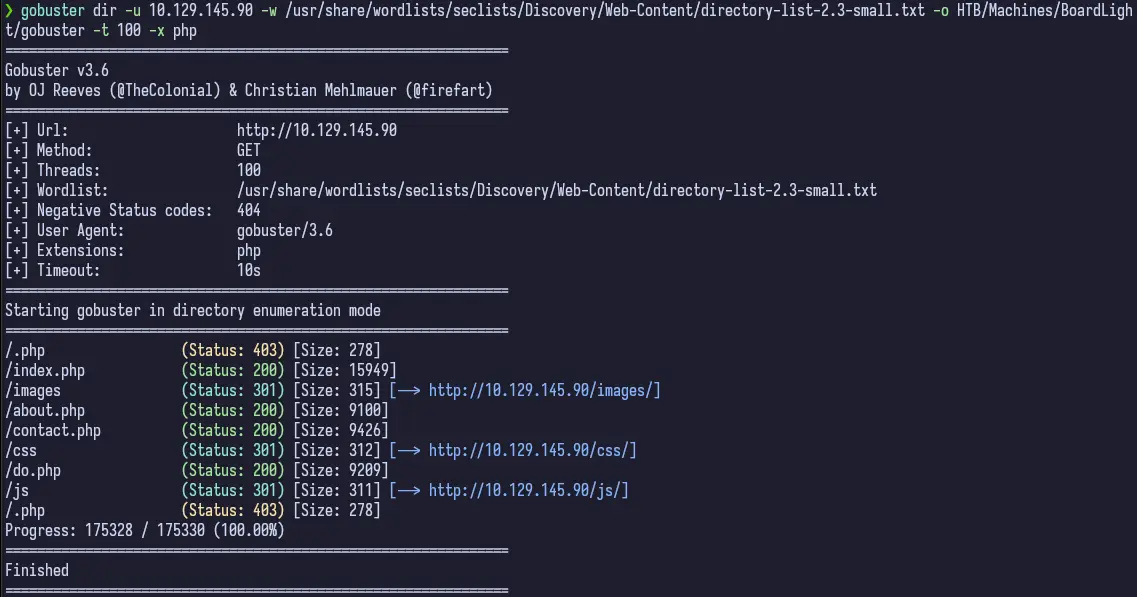 ❯ gobuster dir -u 10.129.145.90 -w /usr/share/wordlists/seclists/Discovery/Web-Content/directory-list-2.3-small.txt -o HTB/Machines/BoardLigh
t/gobuster -t 100 -x php
===============================================================
Gobuster v3.6
by OJ Reeves (@TheColonial) & Christian Mehlmauer (@firefart)
===============================================================
[+] Url:                     http://10.129.145.90
[+] Method:                  GET
[+] Threads:                 100
[+] Wordlist:                /usr/share/wordlists/seclists/Discovery/Web-Content/directory-list-2.3-small.txt
[+] Negative Status codes:   404
[+] User Agent:              gobuster/3.6
[+] Extensions:              php
[+] Timeout:                 10s
===============================================================
Starting gobuster in directory enumeration mode
===============================================================
/.php                 (Status: 403) [Size: 278]
/index.php            (Status: 200) [Size: 15949]
/images               (Status: 301) [Size: 315] [--> http://10.129.145.90/images/]
/about.php            (Status: 200) [Size: 9100]
/contact.php          (Status: 200) [Size: 9426]
/css                  (Status: 301) [Size: 312] [--> http://10.129.145.90/css/]
/do.php               (Status: 200) [Size: 9209]
/js                   (Status: 301) [Size: 311] [--> http://10.129.145.90/js/]
/.php                 (Status: 403) [Size: 278]
Progress: 175328 / 175330 (100.00%)
===============================================================
Finished
===============================================================